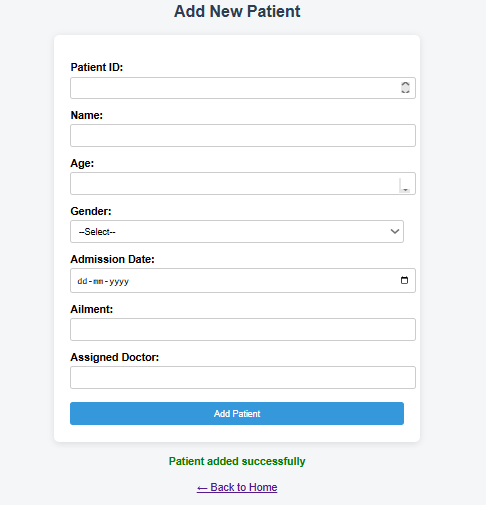 Add New Patient
Patient ID:
Name:
Age:
Gender:
--Select--
Admission Date:
dd-mm-yyyy
Ailment:
Assigned Doctor:
Add Patient
Patient added successfully
← Back to Home